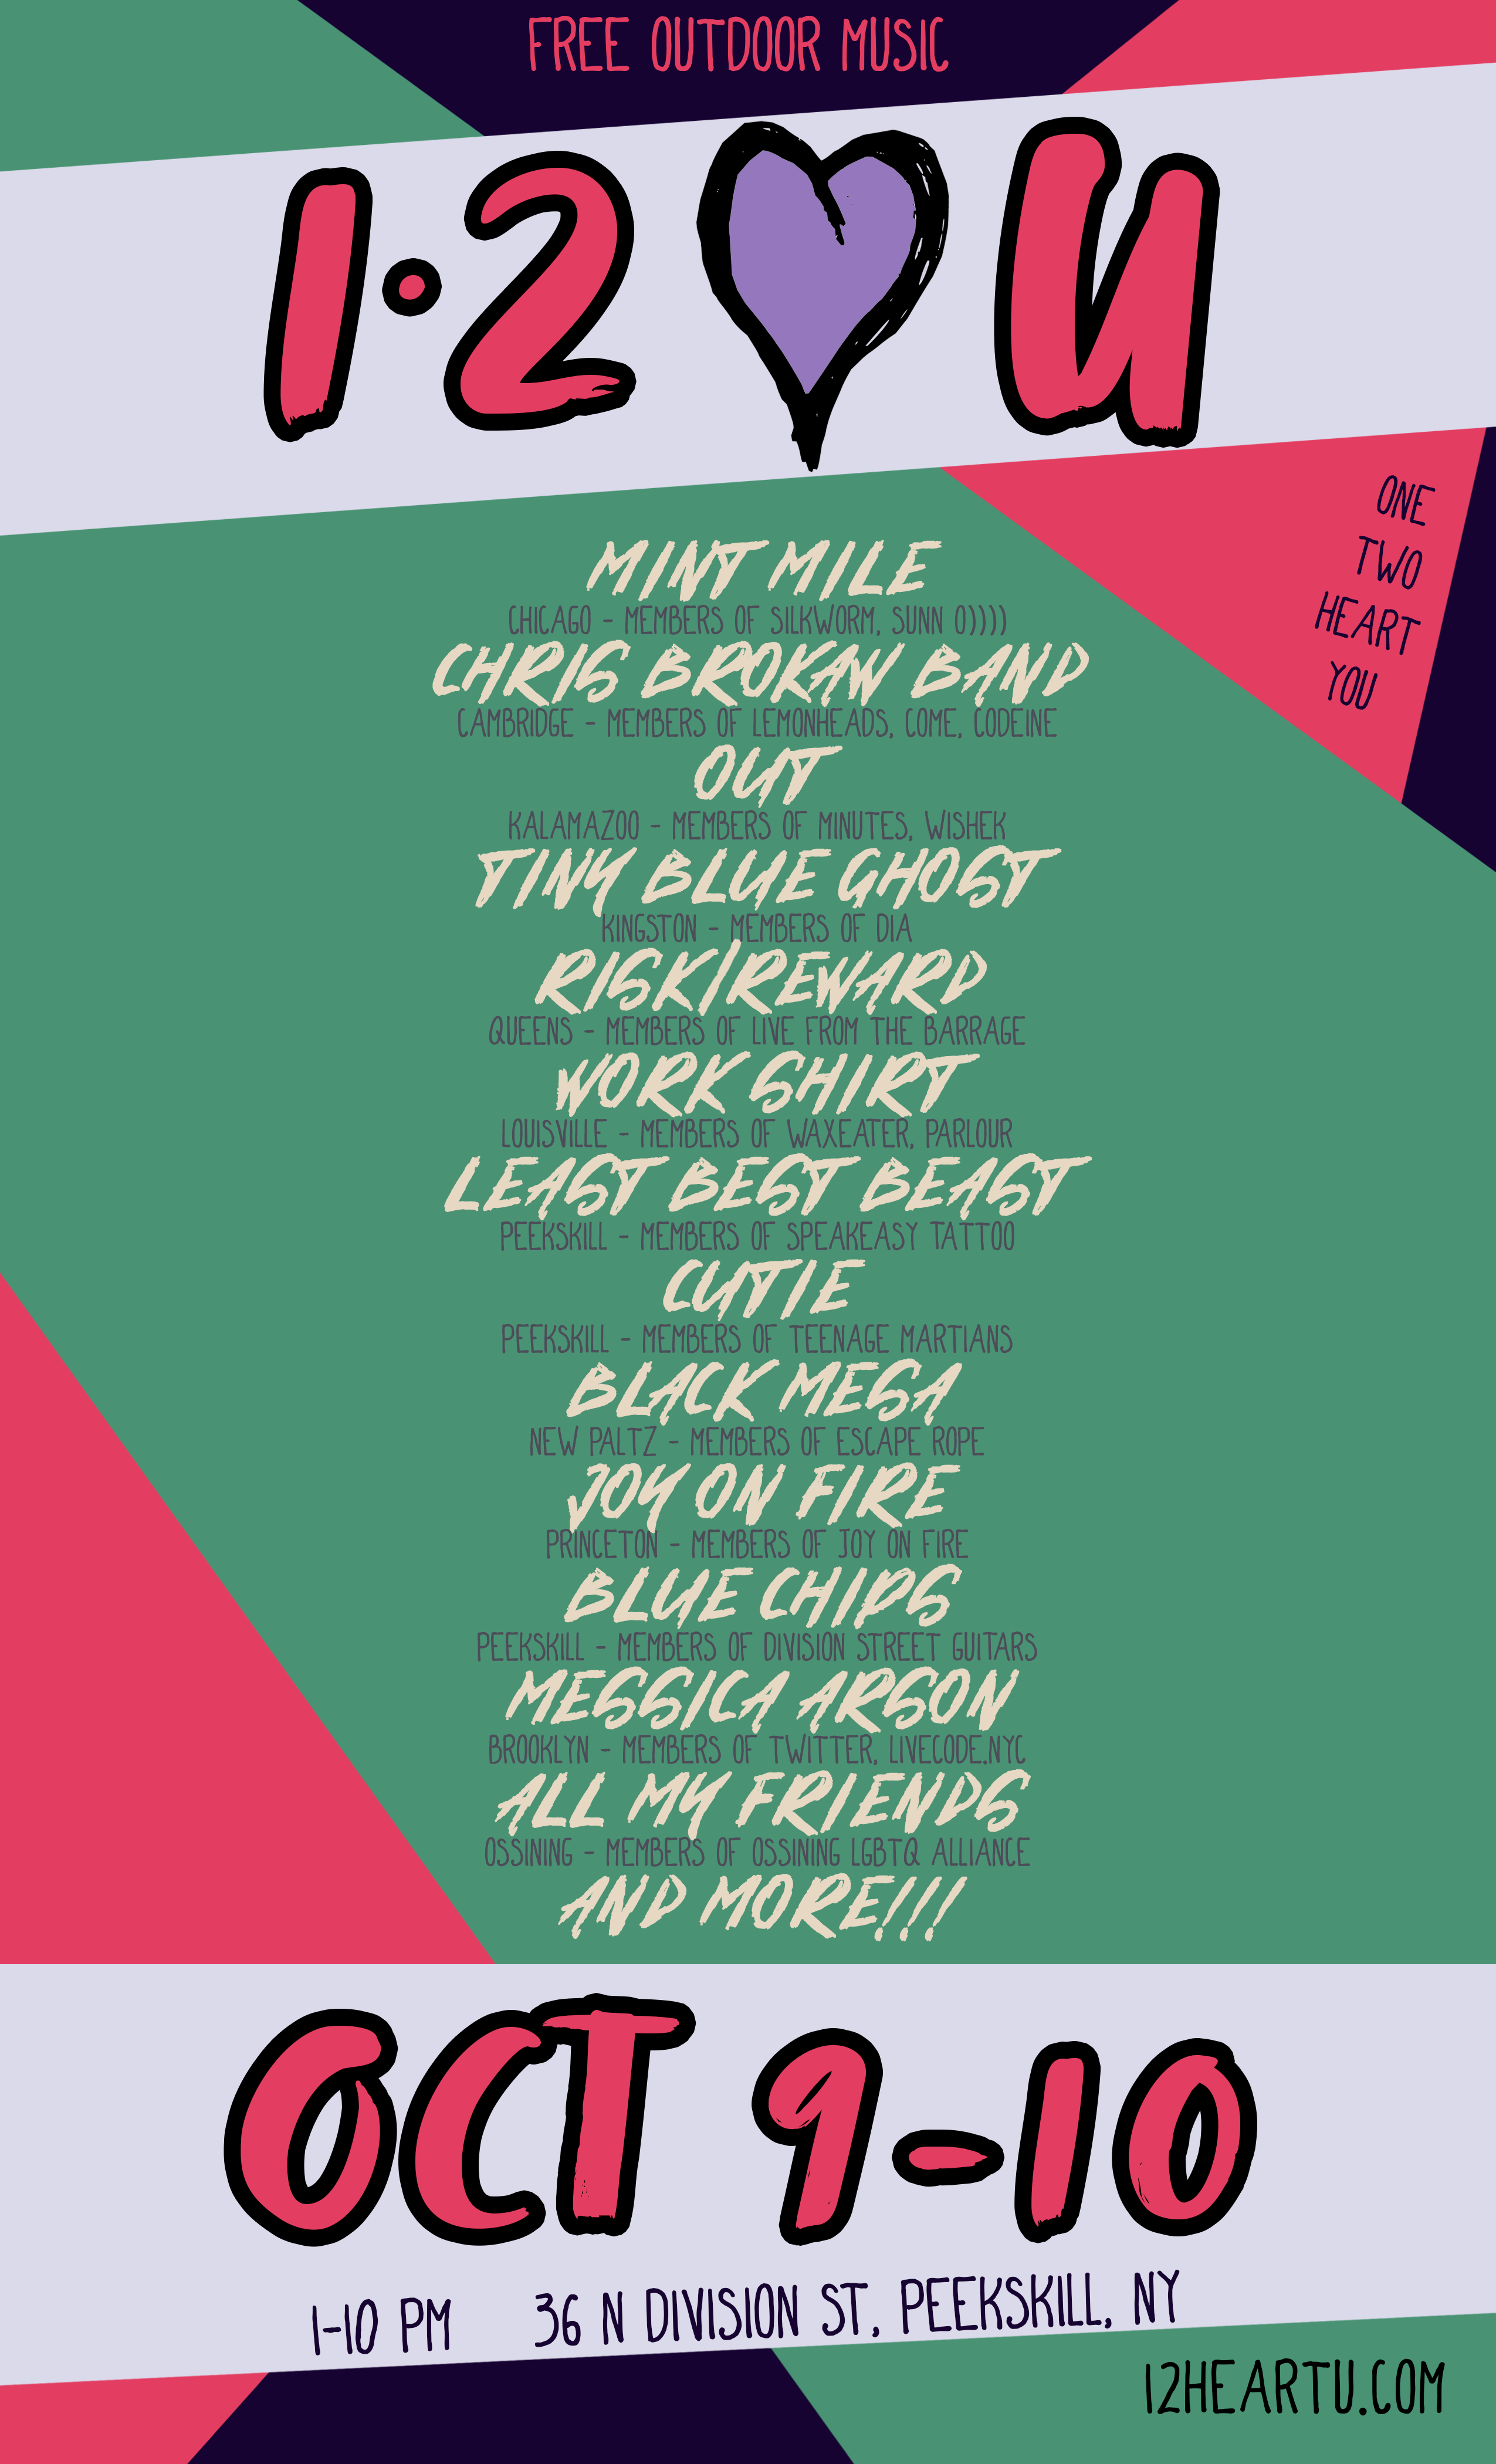 FREE OUTDOOR MUSIC
1·2 U
ONE
TWO
HEART
YOU
MINT MILE
CHICAGO - MEMBERS OF SILKWORM, SUNN O))))
CHRIS BROKAW BAND
CAMBRIDGE - MEMBERS OF LEMONHEADS, COME, CODEINE
OUT
KALAMAZOO - MEMBERS OF MINUTES, WISHEK
TINY BLUE GHOST
KINGSTON - MEMBERS OF DIA
RISK/REWARD
QUEENS - MEMBERS OF LIVE FROM THE BARRAGE
WORK SHIRT
LOUISVILLE - MEMBERS OF WAXEATER, PARLOUR
LEAST BEST BEAST
PEEKSKILL - MEMBERS OF SPEAKEASY TATTOO
CUTIE
PEEKSKILL - MEMBERS OF TEENAGE MARTIANS
BLACK MESA
NEW PALTZ - MEMBERS OF ESCAPE ROPE
JOY ON FIRE
PRINCETON - MEMBERS OF JOY ON FIRE
BLUE CHIPS
PEEKSKILL - MEMBERS OF DIVISION STREET GUITARS
MESSICA ARSON
BROOKLYN - MEMBERS OF TWITTER, LIVECODE.NYC
ALL MY FRIENDS
OSSINING - MEMBERS OF OSSINING LGBTQ ALLIANCE
AND MORE!!!!
OCT 9-10
1-10 PM 36 N DIVISION ST, PEEKSKILL, NY
12HEARTU.COM